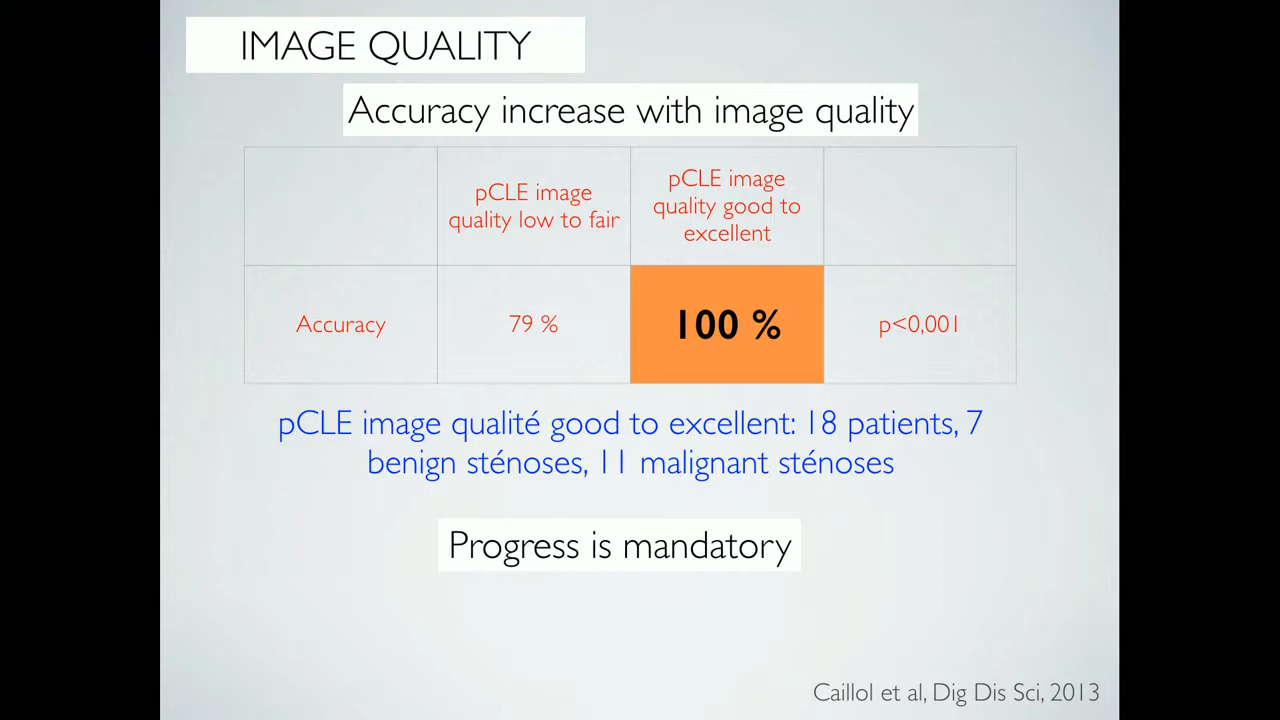 IMAGE QUALITY
Accuracy increase with image quality
pCLE image
quality low to fair
pCLE image
quality good to
excellent
Accuracy
79 %
100 %
p<0,001
pCLE image qualité good to excellent: 18 patients, 7
benign sténoses, 11 malignant sténoses
Progress is mandatory
Caillol et al, Dig Dis Sci, 2013